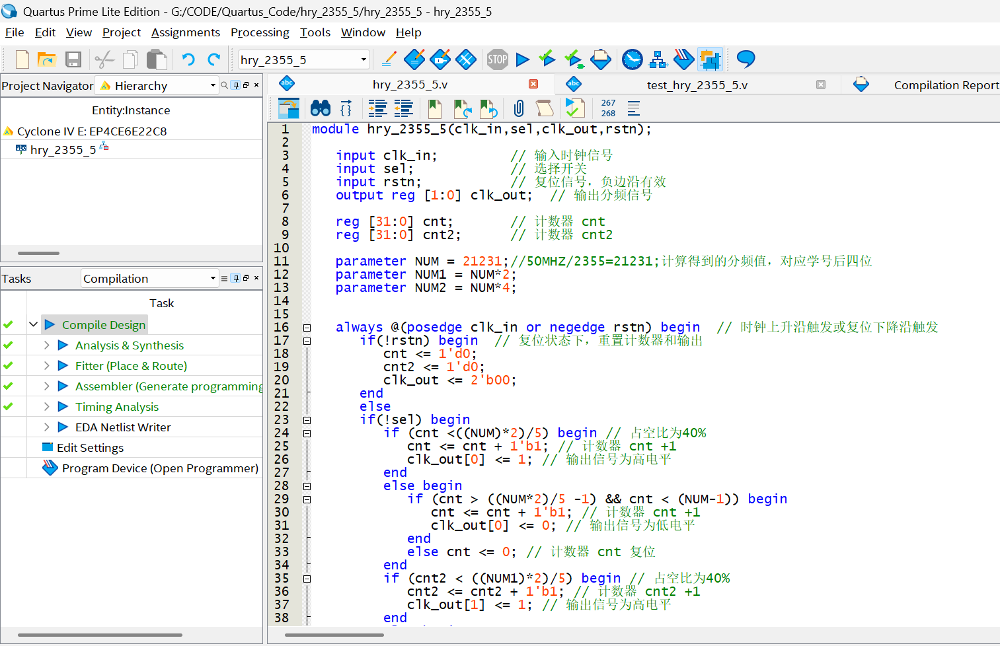 Quartus Prime Lite Edition - G:/CODE/Quartus_Code/hry_2355_5/hry_2355_5 - hry_2355_5
File Edit View Project Assignments Processing Tools Window Help
hry_2355_5
STOP
Project Navigator Hierarchy
Entity:Instance
Cyclone IV E: EP4CE6E22C8
abc hry_2355_5
Tasks Compilation
Task
Compile Design
Analysis & Synthesis
Fitter (Place & Route)
Assembler (Generate programming
Timing Analysis
EDA Netlist Writer
Edit Settings
Program Device (Open Programmer)
abc hry_2355_5.v abc test_hry_2355_5.v Compilation Report
267
268
1 module hry_2355_5(clk_in,sel,clk_out,rstn);
2
3 input clk_in; // 输入时钟信号
4 input sel; // 选择开关
5 input rstn; // 复位信号，负边沿有效
6 output reg [1:0] clk_out; // 输出分频信号
7
8 reg [31:0] cnt; // 计数器 cnt
9 reg [31:0] cnt2; // 计数器 cnt2
10
11 parameter NUM = 21231;//50MHZ/2355=21231;计算得到的分频值，对应学号后四位
12 parameter NUM1 = NUM*2;
13 parameter NUM2 = NUM*4;
14
15
16 always @(posedge clk_in or negedge rstn) begin // 时钟上升沿触发或复位下降沿触发
17 if(!rstn) begin // 复位状态下，重置计数器和输出
18 cnt <= 1'd0;
19 cnt2 <= 1'd0;
20 clk_out <= 2'b00;
21 end
22 else
23 if(!sel) begin
24 if (cnt <((NUM)*2)/5) begin // 占空比为40%
25 cnt <= cnt + 1'b1; // 计数器 cnt +1
26 clk_out[0] <= 1; // 输出信号为高电平
27 end
28 else begin
29 if (cnt > ((NUM*2)/5 -1) && cnt < (NUM-1)) begin
30 cnt <= cnt + 1'b1; // 计数器 cnt +1
31 clk_out[0] <= 0; // 输出信号为低电平
32 end
33 else cnt <= 0; // 计数器 cnt 复位
34 end
35 if (cnt2 < ((NUM1)*2)/5) begin // 占空比为40%
36 cnt2 <= cnt2 + 1'b1; // 计数器 cnt2 +1
37 clk_out[1] <= 1; // 输出信号为高电平
38 end